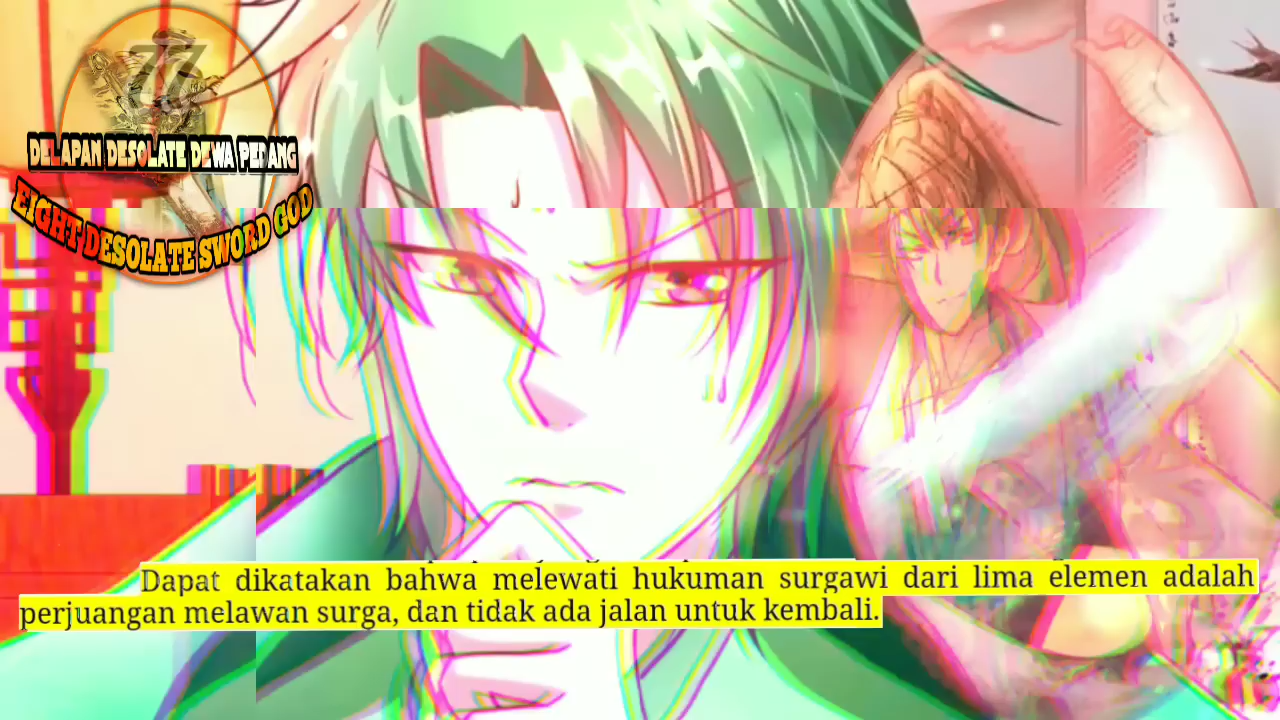 77
DELAPAN DESOLATE DEWA PEDANG
EIGHT DESOLATE SWORD GOD
Dapat dikatakan bahwa melewati hukuman surgawi dari lima elemen adalah
perjuangan melawan surga, dan tidak ada jalan untuk kembali.